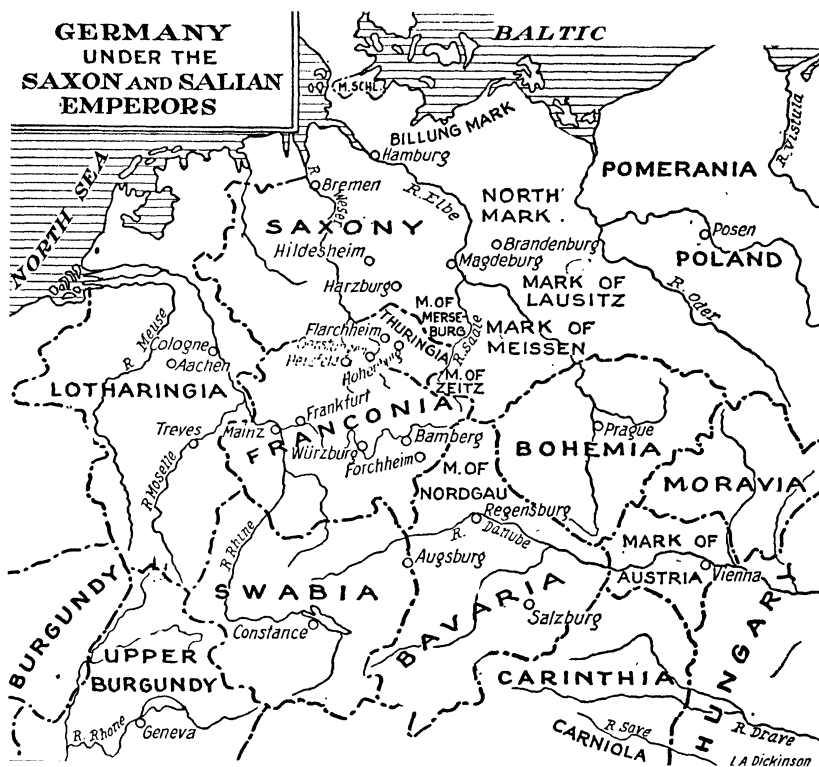 GERMANY
UNDER THE
SAXON AND SALIAN
EMPERORS
BALTIC
M. SCHL.
BILLUNG MARK
Hamburg
R. Vistula
POMERANIA
NORTH SEA
Bremen
R. Wesel
R. Elbe
NORTH
MARK.
SAXONY
Posen
Brandenburg
POLAND
Hildesheim
Magdeburg
MARK OF
LAUSITZ
R. Oder
Harzburg
M. OF
MERSE-
BURG
R. Meuse
Flarchheim
THURINGIA
R. Saale
MARK OF
MEISSEN
Cologne
Aachen
Hersfeld
Hohenburg
M. OF
ZEITZ
LOTHARINGIA
Frankfurt
FRANCONIA
Treves
Mainz
Bamberg
Prague
Würzburg
BOHEMIA
Forchheim
M. OF
NORDGAU
MORAVIA
R Moselle
Regensburg
R Rhine
R. Danube
MARK OF
Augsburg
AUSTRIA
Vienna
BURGUNDY
SWABIA
BAVARIA
Salzburg
Constance
HUNGARY
UPPER
BURGUNDY
CARINTHIA
R. Rhone
Geneva
R Save
R. Drave
CARNIOLA
L A Dickinson